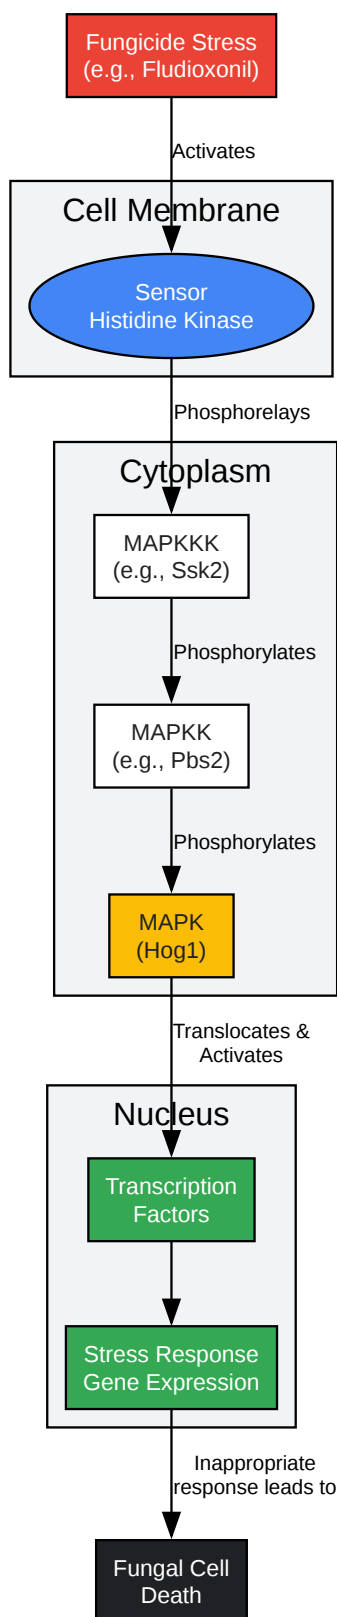 Fungicide Stress
(e.g., Fludioxonil)
Activates
Cell Membrane
Sensor
Histidine Kinase
Phosphorelays
Cytoplasm
MAPKKK
(e.g., Ssk2)
Phosphorylates
MAPKK
(e.g., Pbs2)
Phosphorylates
MAPK
(Hog1)
Translocates &
Activates
Nucleus
Transcription
Factors
Stress Response
Gene Expression
Inappropriate
response leads to
Fungal Cell
Death